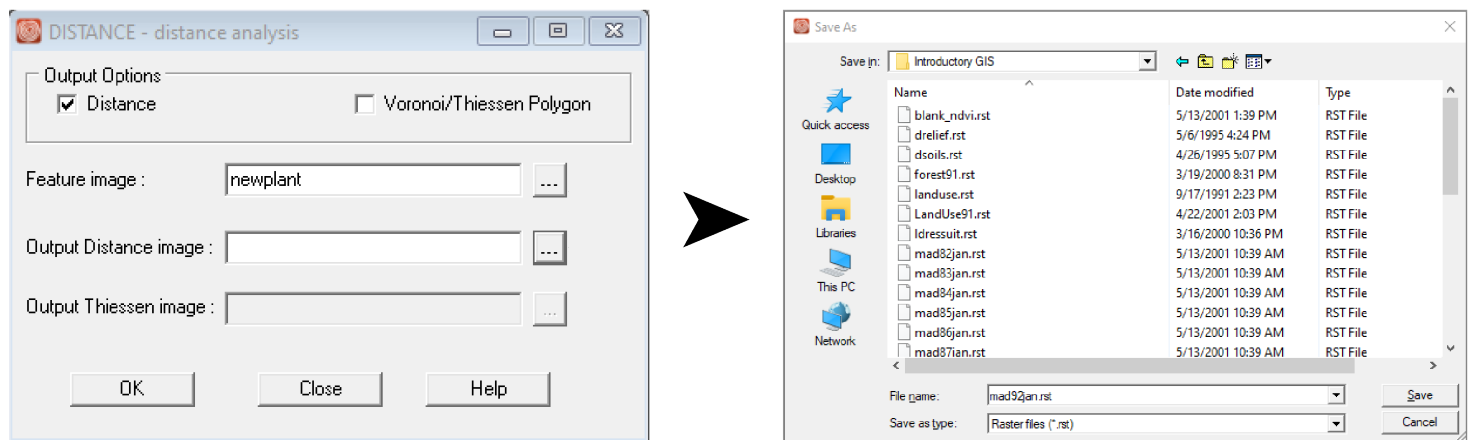 DISTANCE - distance analysis
Output Options
Distance
Voronoi/Thiessen Polygon
Feature image :
newplant
...
Output Distance image :
...
Output Thiessen image :
...
OK
Close
Help
Save As
Save in:
Introductory GIS
Quick access
Desktop
Libraries
This PC
Network
Name Date modified Type
blank_ndvi.rst 5/13/2001 1:39 PM RST File
drelief.rst 5/6/1995 4:24 PM RST File
dsoils.rst 4/26/1995 5:07 PM RST File
forest91.rst 3/19/2000 8:31 PM RST File
landuse.rst 9/17/1991 2:23 PM RST File
LandUse91.rst 4/22/2001 2:03 PM RST File
ldressuit.rst 3/16/2000 10:36 PM RST File
mad82jan.rst 5/13/2001 10:39 AM RST File
mad83jan.rst 5/13/2001 10:39 AM RST File
mad84jan.rst 5/13/2001 10:39 AM RST File
mad85jan.rst 5/13/2001 10:39 AM RST File
mad86jan.rst 5/13/2001 10:39 AM RST File
mad87jan.rst 5/13/2001 10:39 AM RST File
File name:
mad92jan.rst
Save
Save as type:
Raster files (*.rst)
Cancel